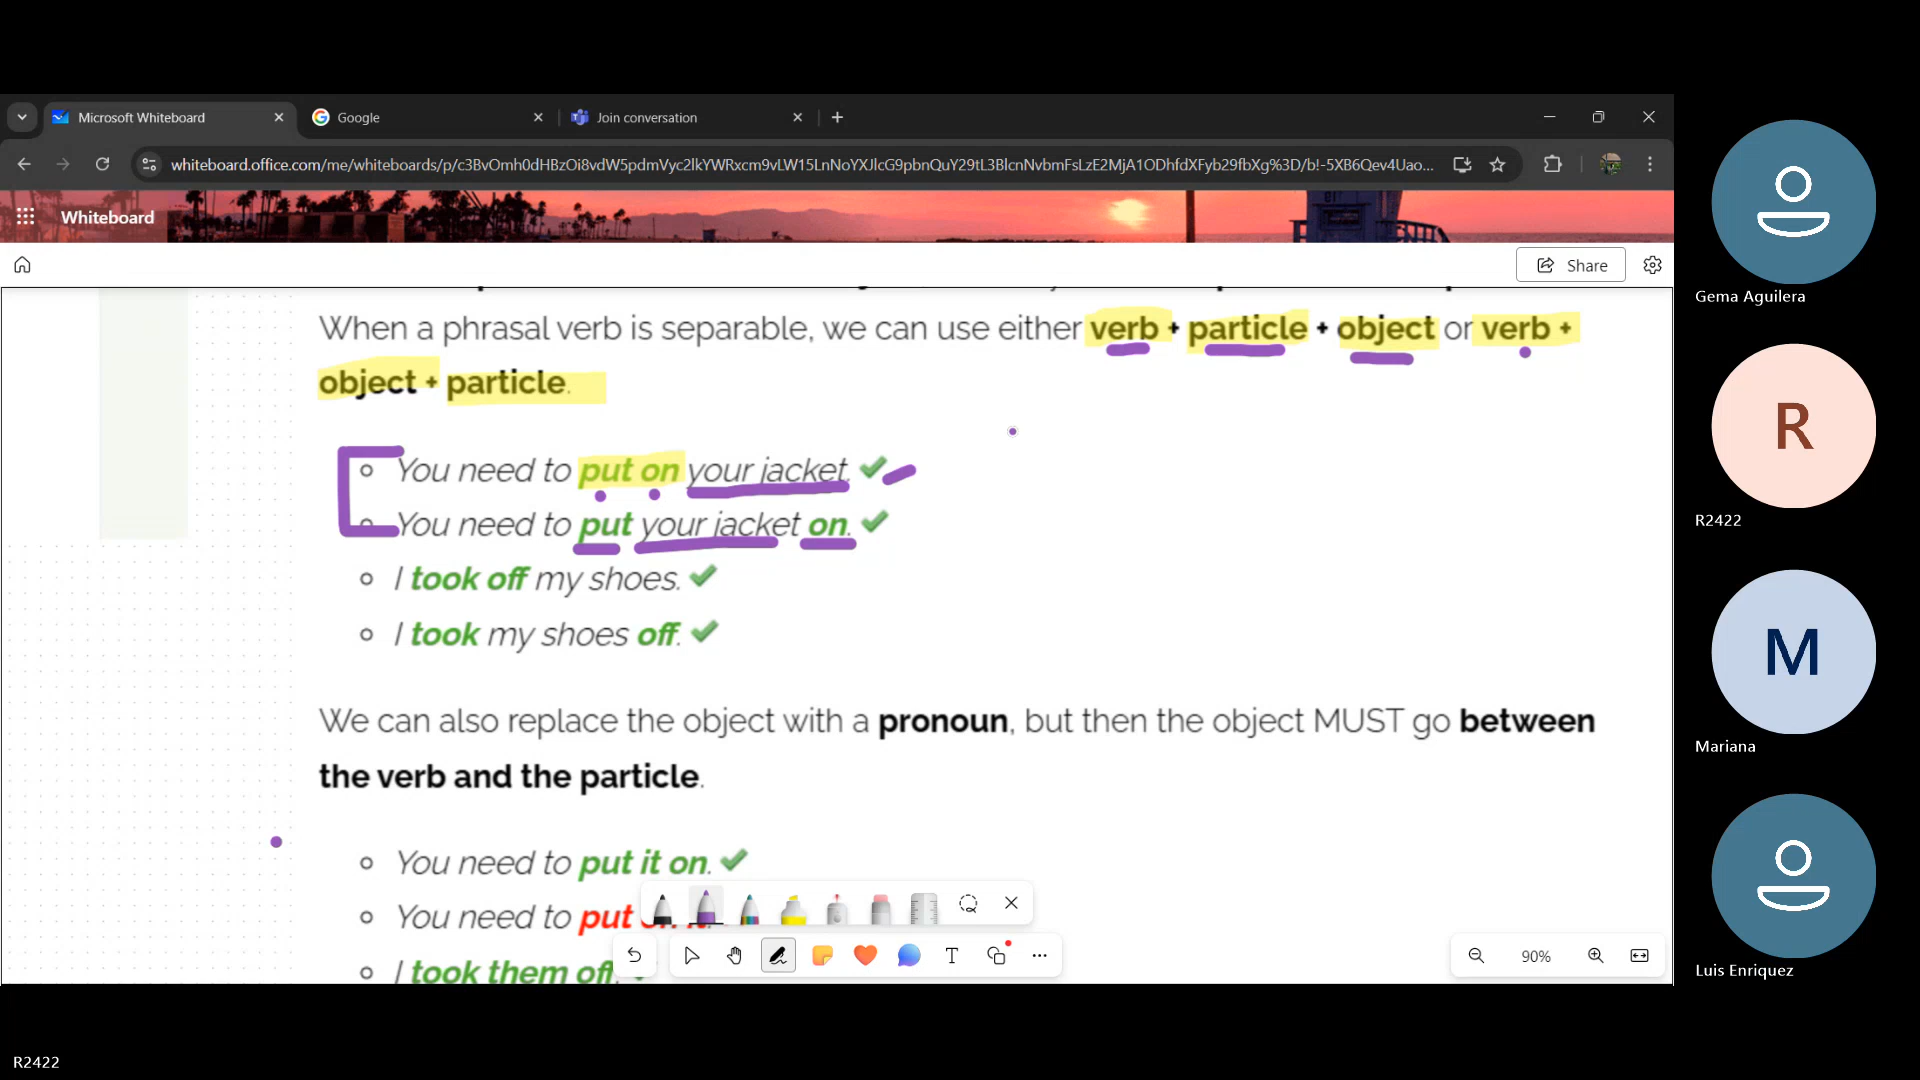 Microsoft Whiteboard
Google
Join conversation
whiteboard.office.com/me/whiteboards/p/c3BvOmh0dHBzOi8vdW5pdmVyc2lkYWRxcm9vLW15LnNoYXJlcG9pbnQuY29tL3BlcnNvbmFsLzE2MjA1ODhfdXFyb29fbXg%3D/b!-5XB6Qev4Uao...
Whiteboard
Share
When a phrasal verb is separable, we can use either verb + particle + object or verb +
object + particle.
You need to put on your jacket.
You need to put your jacket on.
I took off my shoes.
I took my shoes off.
We can also replace the object with a pronoun, but then the object MUST go between
the verb and the particle.
You need to put it on.
You need to put
I took them off.
90%
Gema Aguilera
R
R2422
M
Mariana
Luis Enriquez
R2422